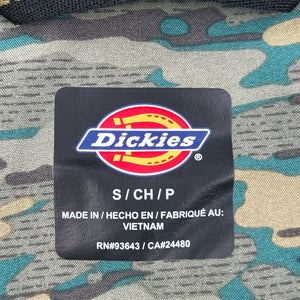 Dickies®
S / CH / P
MADE IN / HECHO EN / FABRIQUÉ AU:
VIETNAM
RN#93643 / CA#24480